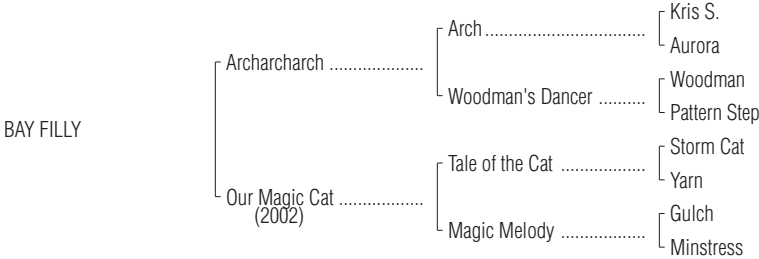 Kris S.
Arch ................................
Aurora
Archarcharch ...................
Woodman
Woodman's Dancer ..........
Pattern Step
BAY FILLY
Storm Cat
Tale of the Cat .................
Yarn
Our Magic Cat .................
(2002)
Gulch
Magic Melody .................
Minstress